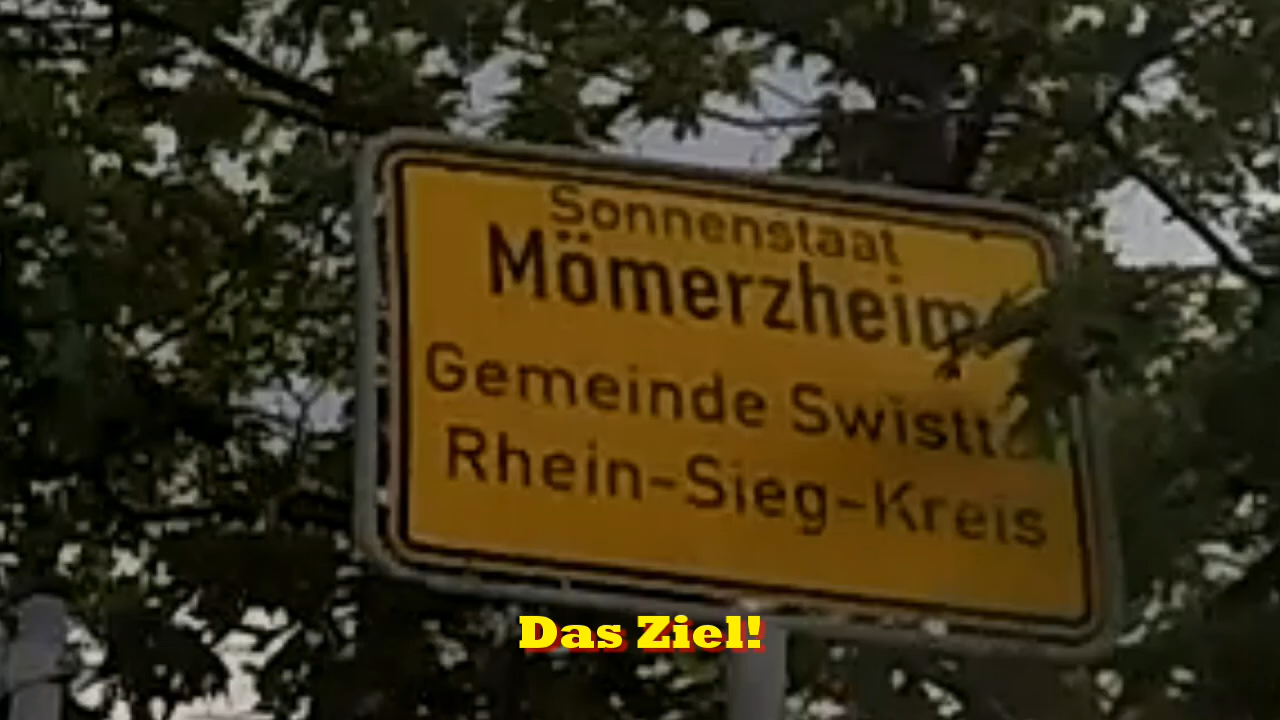 Sonnenstaat
Mömerzheim
Gemeinde Swistt
Rhein-Sieg-Kreis
Das Ziel!